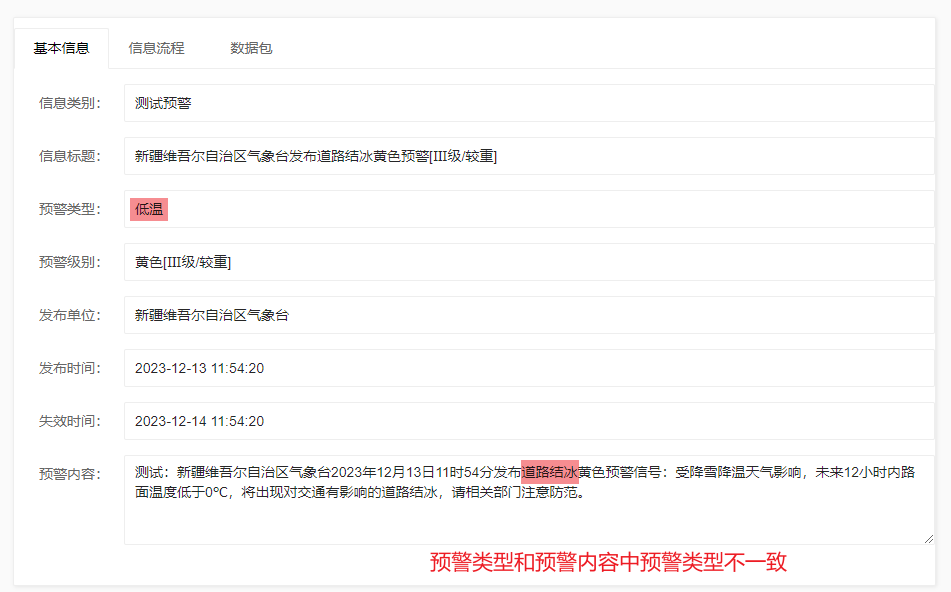 基本信息 信息流程 数据包
信息类别： 测试预警
信息标题： 新疆维吾尔自治区气象台发布道路结冰黄色预警[III级/较重]
预警类型： 低温
预警级别： 黄色[III级/较重]
发布单位： 新疆维吾尔自治区气象台
发布时间： 2023-12-13 11:54:20
失效时间： 2023-12-14 11:54:20
预警内容： 测试：新疆维吾尔自治区气象台2023年12月13日11时54分发布道路结冰黄色预警信号：受降雪降温天气影响，未来12小时内路
面温度低于0℃，将出现对交通有影响的道路结冰，请相关部门注意防范。
预警类型和预警内容中预警类型不一致